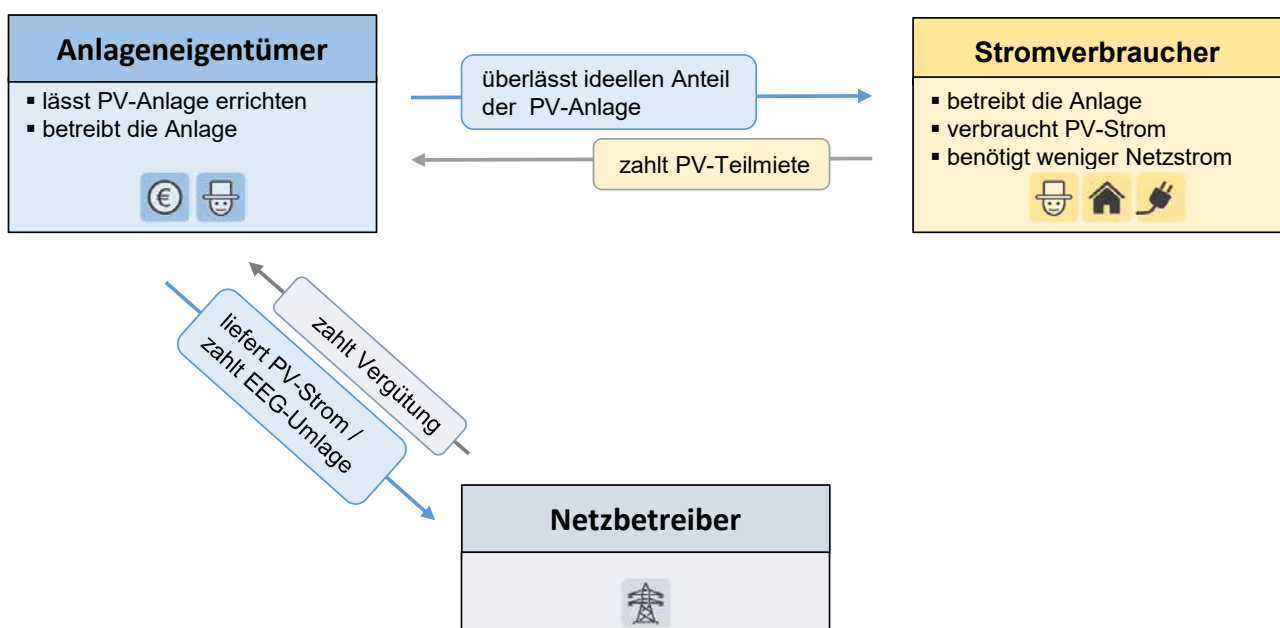 Anlageneigentümer
▪ lässt PV-Anlage errichten
▪ betreibt die Anlage
€
überlässt ideellen Anteil
der PV-Anlage
zahlt PV-Teilmiete
Stromverbraucher
▪ betreibt die Anlage
▪ verbraucht PV-Strom
▪ benötigt weniger Netzstrom
zahlt Vergütung
liefert PV-Strom /
zahlt EEG-Umlage
Netzbetreiber